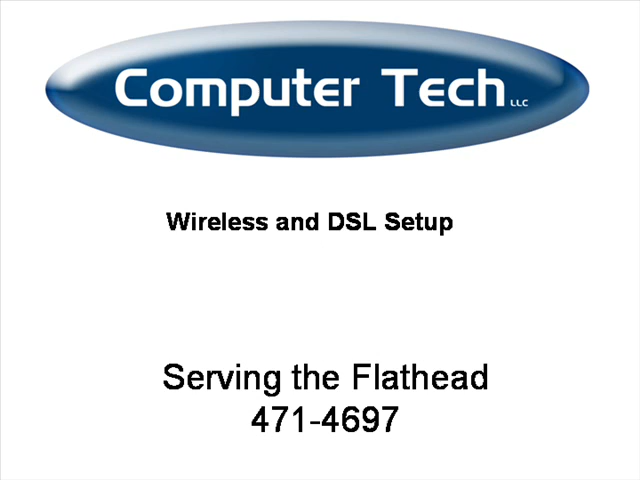 Computer Tech LLC
Wireless and DSL Setup
Serving the Flathead
471-4697